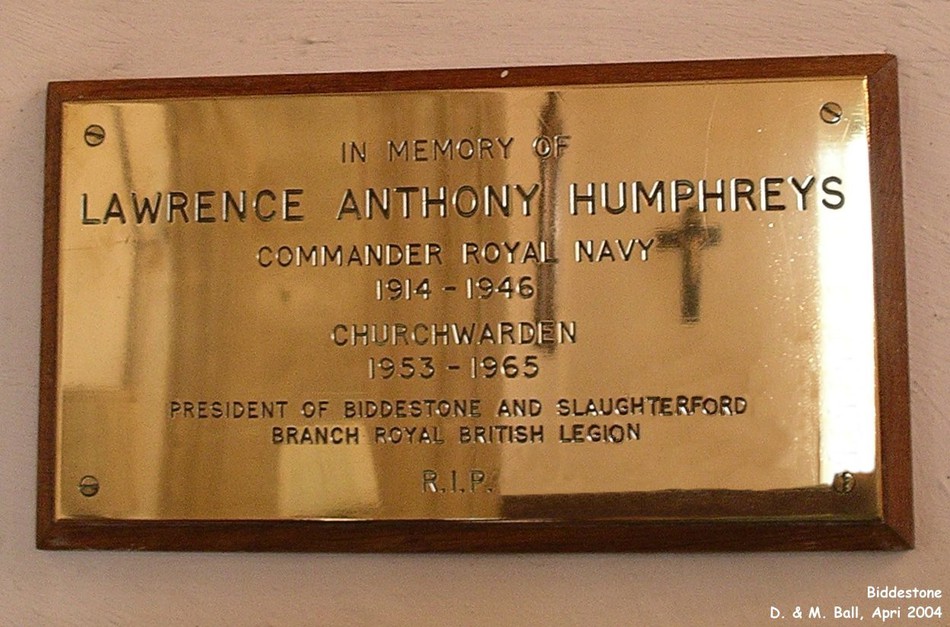 IN MEMORY OF
LAWRENCE ANTHONY HUMPHREYS
COMMANDER ROYAL NAVY
1914 - 1946
CHURCHWARDEN
1953 - 1965
PRESIDENT OF BIDDESTONE AND SLAUGHTERFORD
BRANCH ROYAL BRITISH LEGION
R.I.P.
Biddestone
D. & M. Ball, Apri 2004